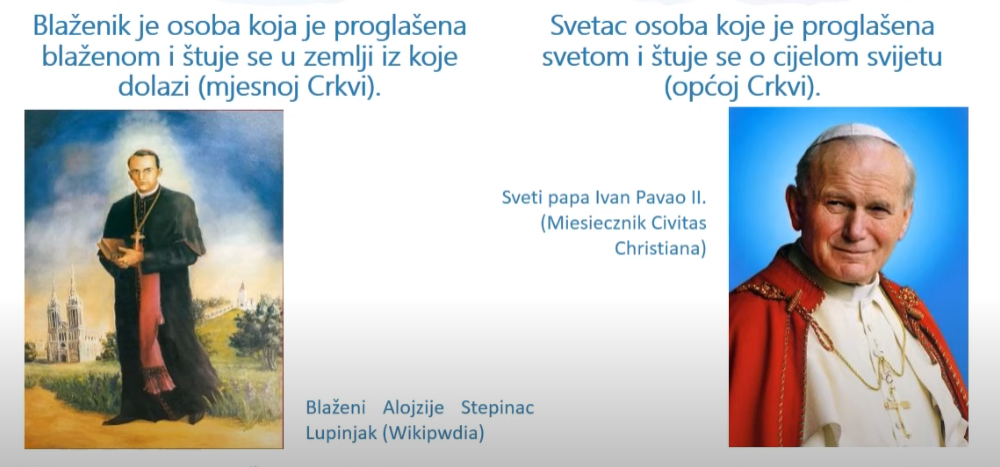 Blaženik je osoba koja je proglašena
blaženom i štuje se u zemlji iz koje
dolazi (mjesnoj Crkvi).
Svetac osoba koje je proglašena
svetom i štuje se o cijelom svijetu
(općoj Crkvi).
Sveti papa Ivan Pavao II.
(Miesiecznik Civitas
Christiana)
Blaženi Alojzije Stepinac
Lupinjak (Wikipwdia)